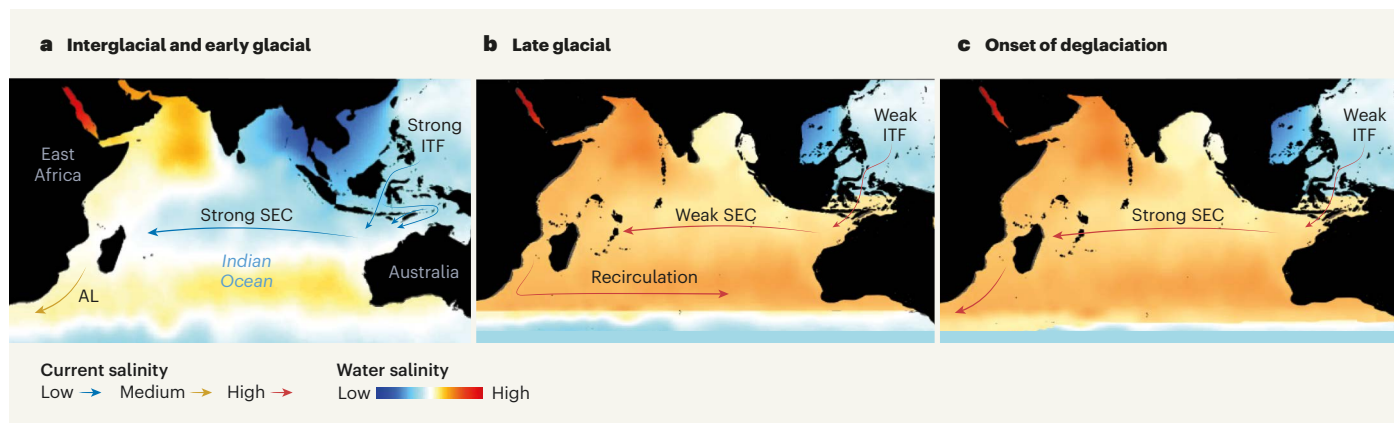 a Interglacial and early glacial
East
Africa
Strong
ITF
Strong SEC
Indian
Ocean
Australia
AL
b Late glacial
Weak
ITF
Weak SEC
Recirculation
c Onset of deglaciation
Weak
ITF
Strong SEC
Current salinity
Low Medium High
Water salinity
Low High